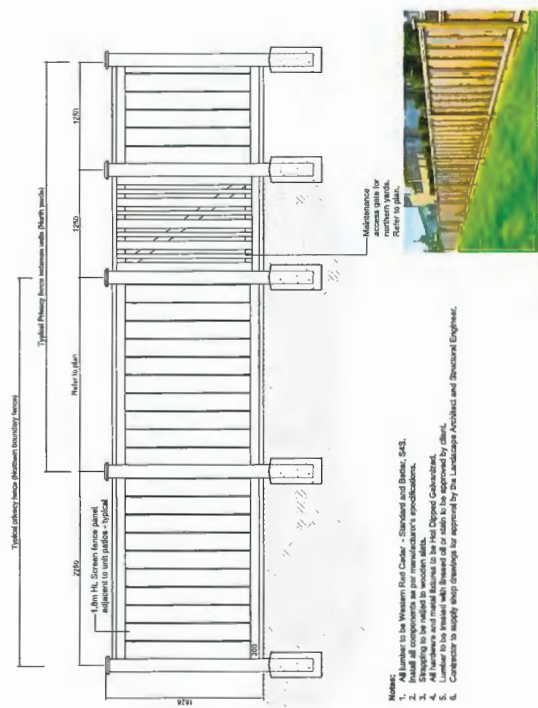 Typical privacy fence (Northern boundary fence)
Typical Privacy fence between units (North yards)
2250
Refer to plan
1250
1250
1.8m Ht. Screen fence panel
adjacent to unit patios - typical
1828
200
Maintenance
access gate for
northern yards.
Refer to plan.
Notes:
1. All lumber to be Western Red Cedar - Standard and Better, S4S.
2. Install all components as per manufacturer's specifications.
3. Strapping to be nailed to wooden slats.
4. All hardware and metal fixtures to be Hot Dipped Galvanized.
5. Lumber to be treated with linseed oil or stain to be approved by client.
6. Contractor to supply shop drawings for approval by the Landscape Architect and Structural Engineer.